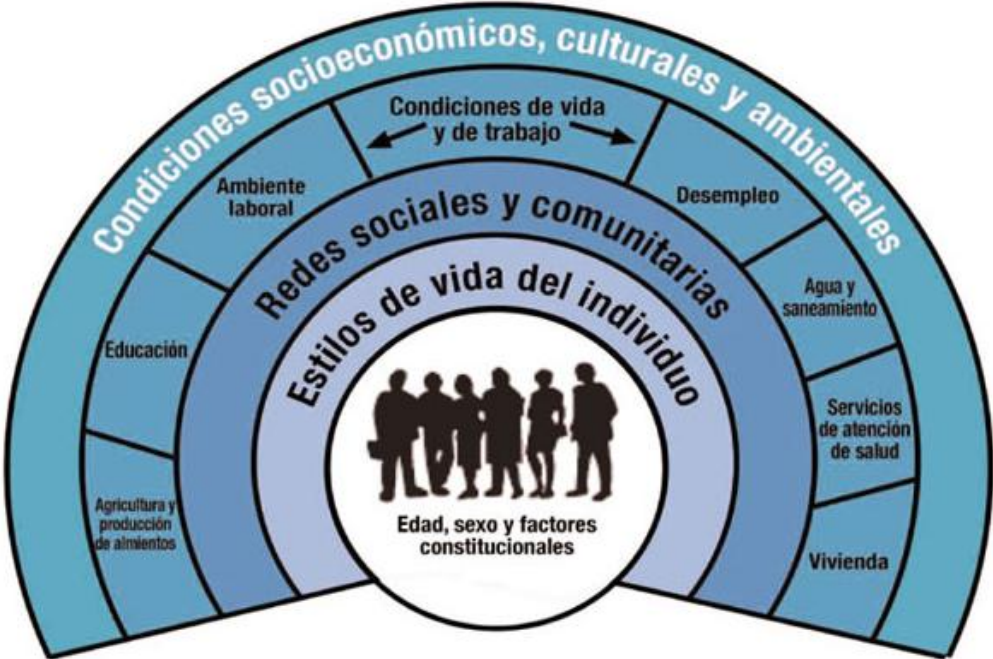 Condiciones socioeconómicos, culturales y ambientales
Condiciones de vida
y de trabajo
Ambiente
laboral
Desempleo
Educación
Agua y
saneamiento
Agricultura y
producción
de almientos
Servicios
de atención
de salud
Vivienda
Redes sociales y comunitarias
Estilos de vida del individuo
Edad, sexo y factores
constitucionales